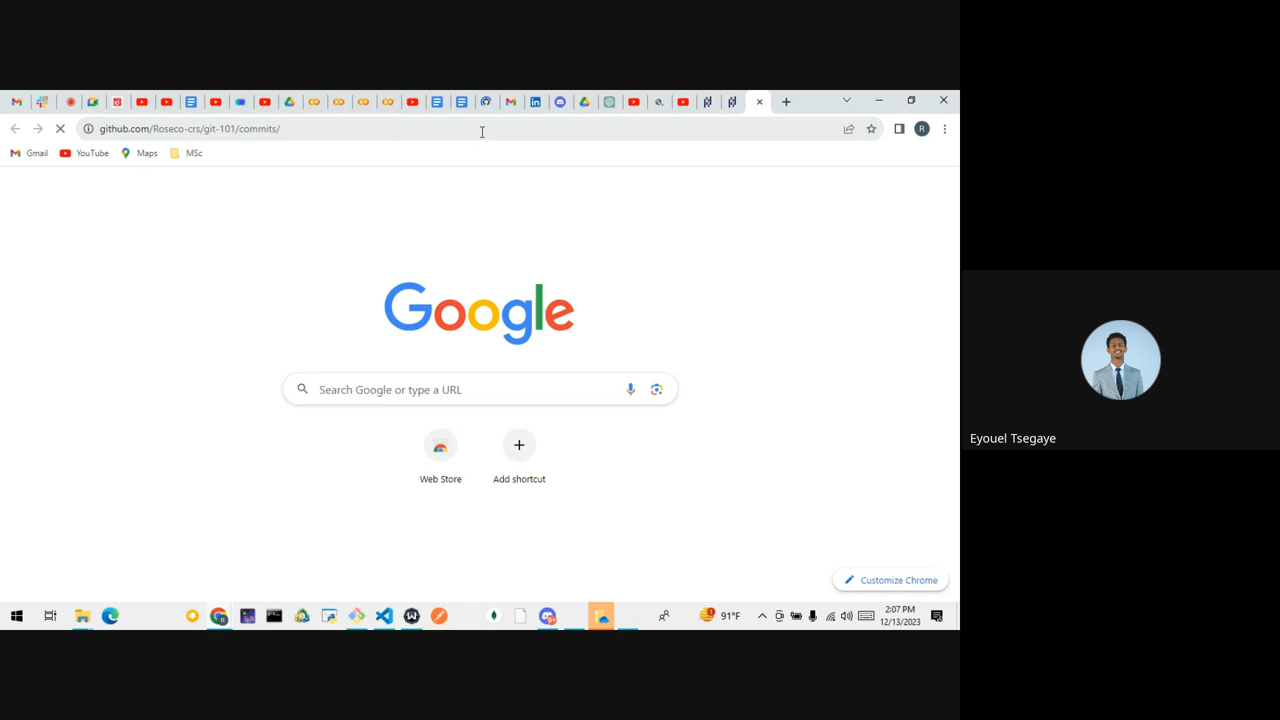 github.com/Roseco-crs/git-101/commits/
R
Gmail YouTube Maps MSc
Google
Search Google or type a URL
Web Store Add shortcut
Customize Chrome
91°F
2:07 PM
12/13/2023
Eyouel Tsegaye